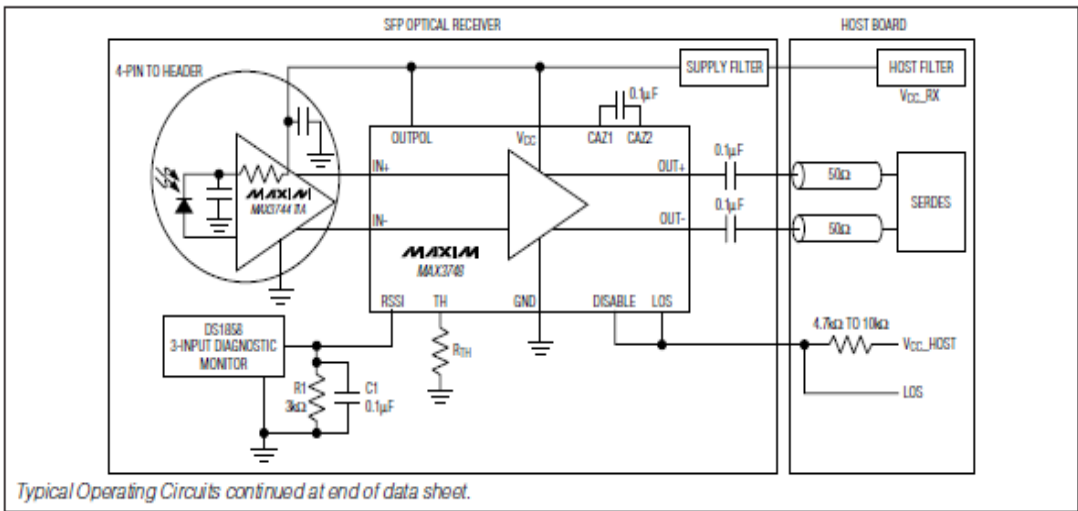 SFP OPTICAL RECEIVER
HOST BOARD
4-PIN TO HEADER
SUPPLY FILTER
HOST FILTER
VCC_RX
0.1µF
OUTPOL
VCC
CAZ1
CAZ2
IN+
OUT+
0.1µF
50Ω
MAXIM
MAX3744 TIA
SERDES
0.1µF
IN-
OUT-
50Ω
MAXIM
MAX3748
RSSI
TH
GND
DISABLE
LOS
DS1858
3-INPUT DIAGNOSTIC
MONITOR
RTH
4.7kΩ TO 10kΩ
VCC_HOST
R1
3kΩ
C1
0.1µF
LOS
Typical Operating Circuits continued at end of data sheet.